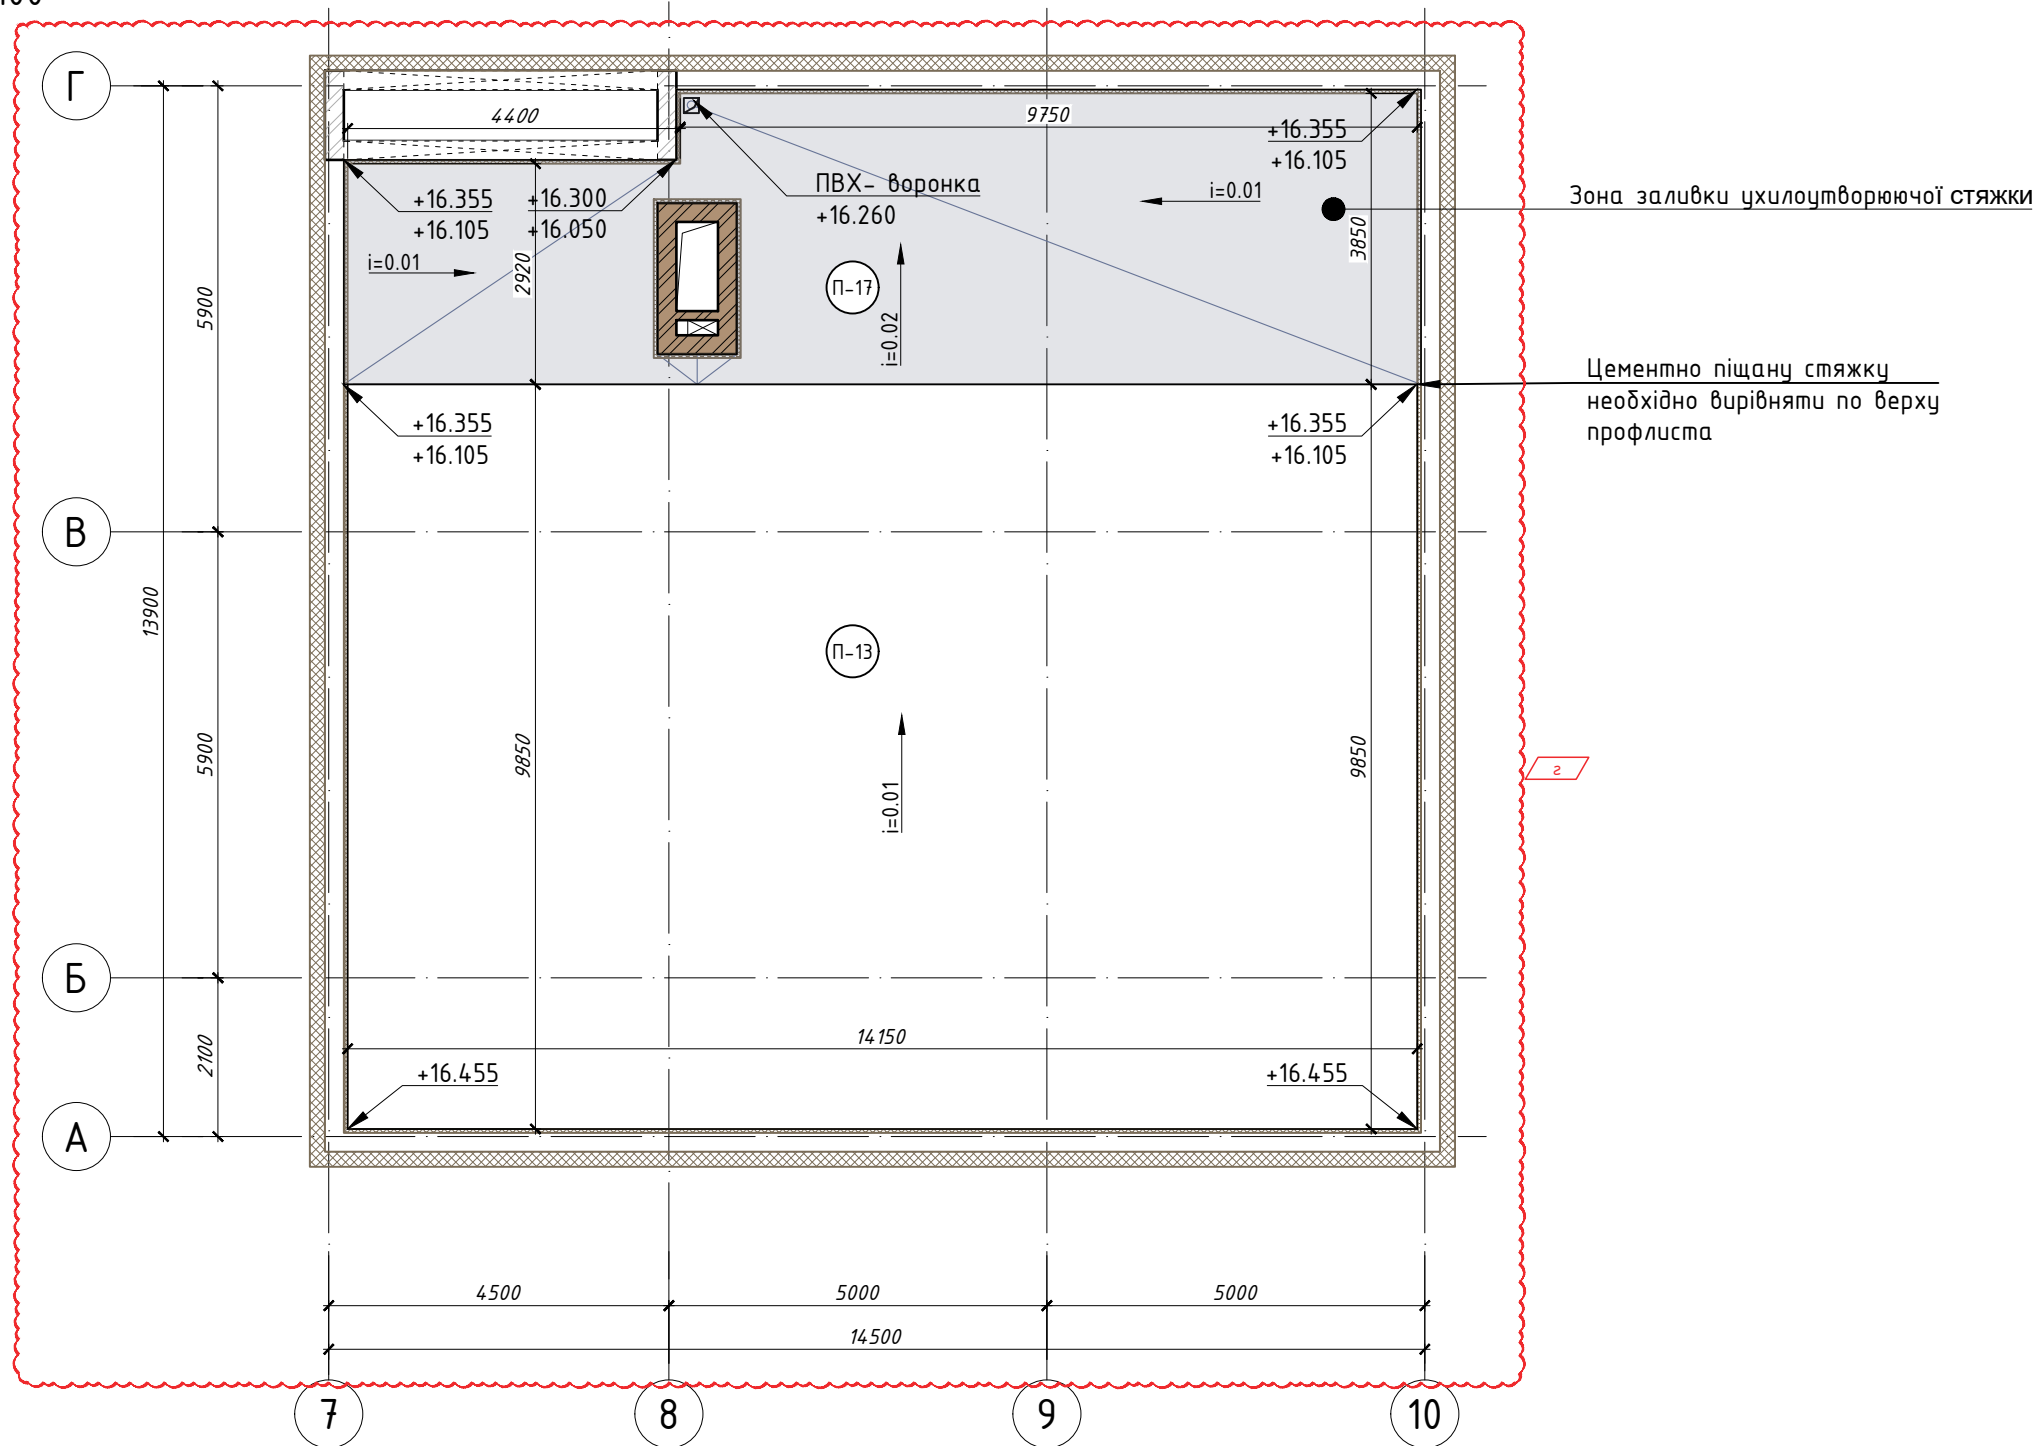 Г
4400
9750
+16.355
+16.105
ПВХ- воронка
+16.260
+16.355
+16.105
+16.300
+16.050
i=0.01
Зона заливки ухилоутворюючої стяжки
i=0.01
2920
3850
П-17
i=0.02
5900
Цементно піщану стяжку
необхідно вирівняти по верху
профлиста
+16.355
+16.105
+16.355
+16.105
В
13900
П-13
5900
9850
9850
i=0.01
г
Б
14150
2100
+16.455
+16.455
А
4500
5000
5000
14500
7
8
9
10